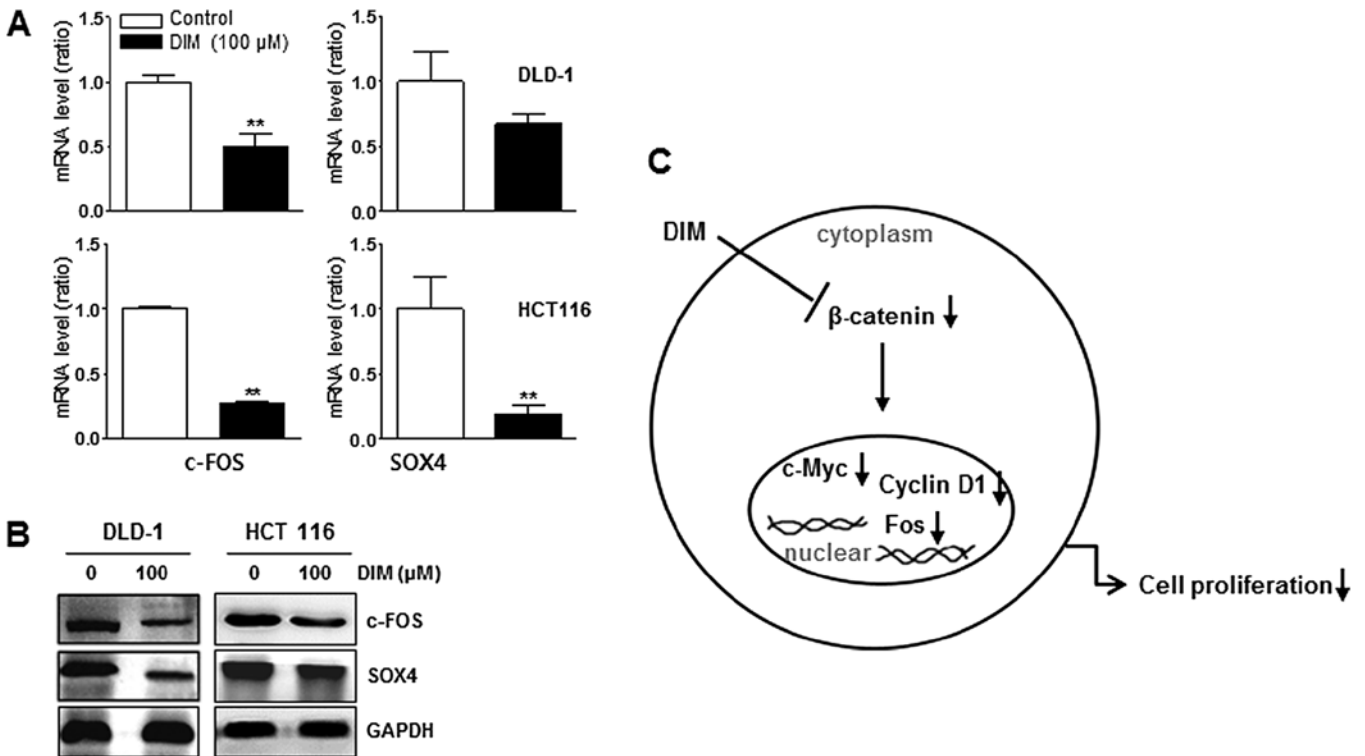 A
mRNA level (ratio)
1.5
1.0
0.5
0.0
Control
DIM (100 µM)
**
mRNA level (ratio)
1.5
1.0
0.5
0.0
DLD-1
mRNA level (ratio)
1.5
1.0
0.5
0.0
**
c-FOS
mRNA level (ratio)
1.5
1.0
0.5
0.0
HCT116
**
SOX4
B
DLD-1
HCT 116
0 100 0 100 DIM (µM)
c-FOS
SOX4
GAPDH
C
DIM
cytoplasm
β-catenin
c-Myc
Cyclin D1
Fos
nuclear
Cell proliferation